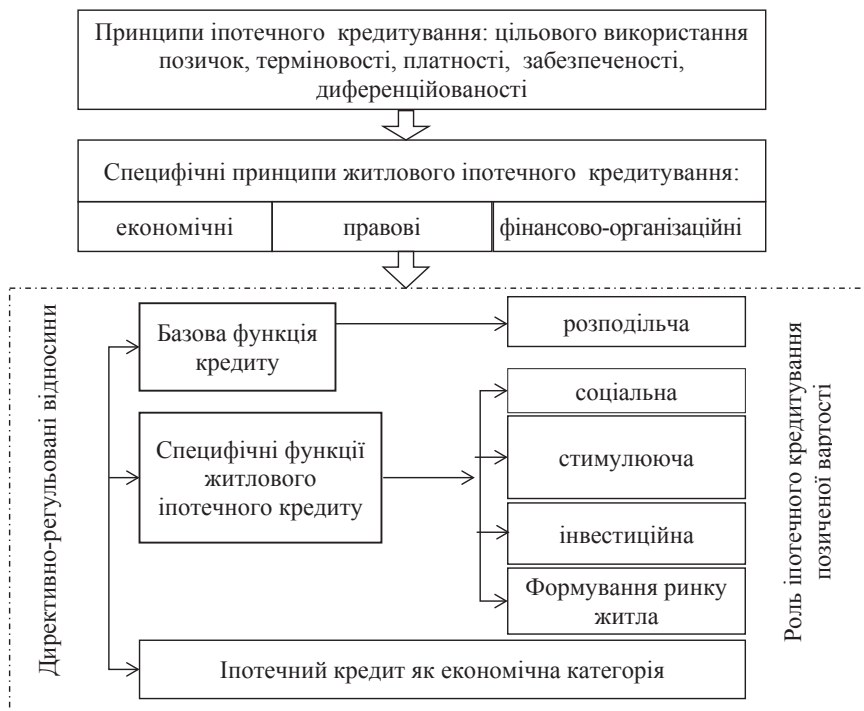 Принципи іпотечного кредитування: цільового використання
позичок, терміновості, платності, забезпеченості,
диференційованості
Специфічні принципи житлового іпотечного кредитування:
економічні
правові
фінансово-організаційні
Директивно-регульовані відносини
Базова функція
кредиту
розподільча
Специфічні функції
житлового
іпотечного кредиту
соціальна
стимулююча
інвестиційна
Формування ринку
житла
Іпотечний кредит як економічна категорія
Роль іпотечного кредитування
позиченої вартості